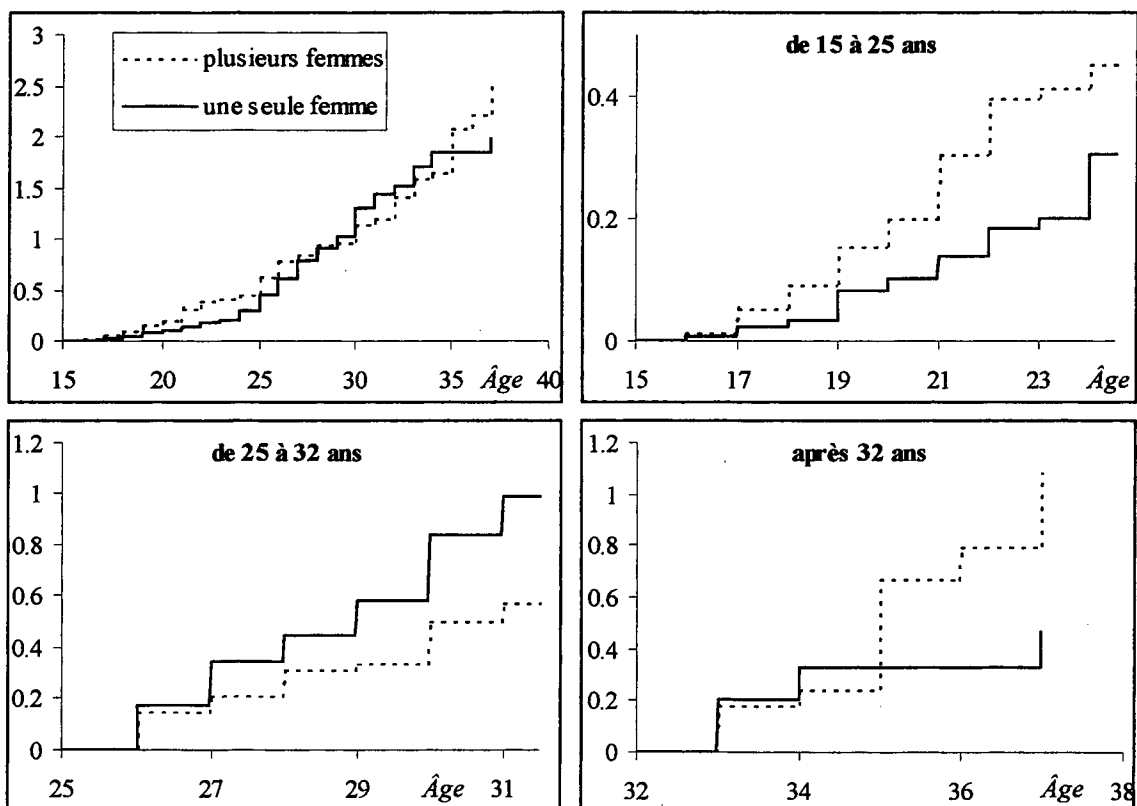 3
2.5
2
1.5
1
0.5
0
15 20 25 30 35 Âge 40
plusieurs femmes
une seule femme
de 15 à 25 ans
0.4
0.2
0
15 17 19 21 23 Âge
de 25 à 32 ans
1.2
1
0.8
0.6
0.4
0.2
0
25 27 29 Âge 31
après 32 ans
1.2
1
0.8
0.6
0.4
0.2
0
32 34 36 Âge 38